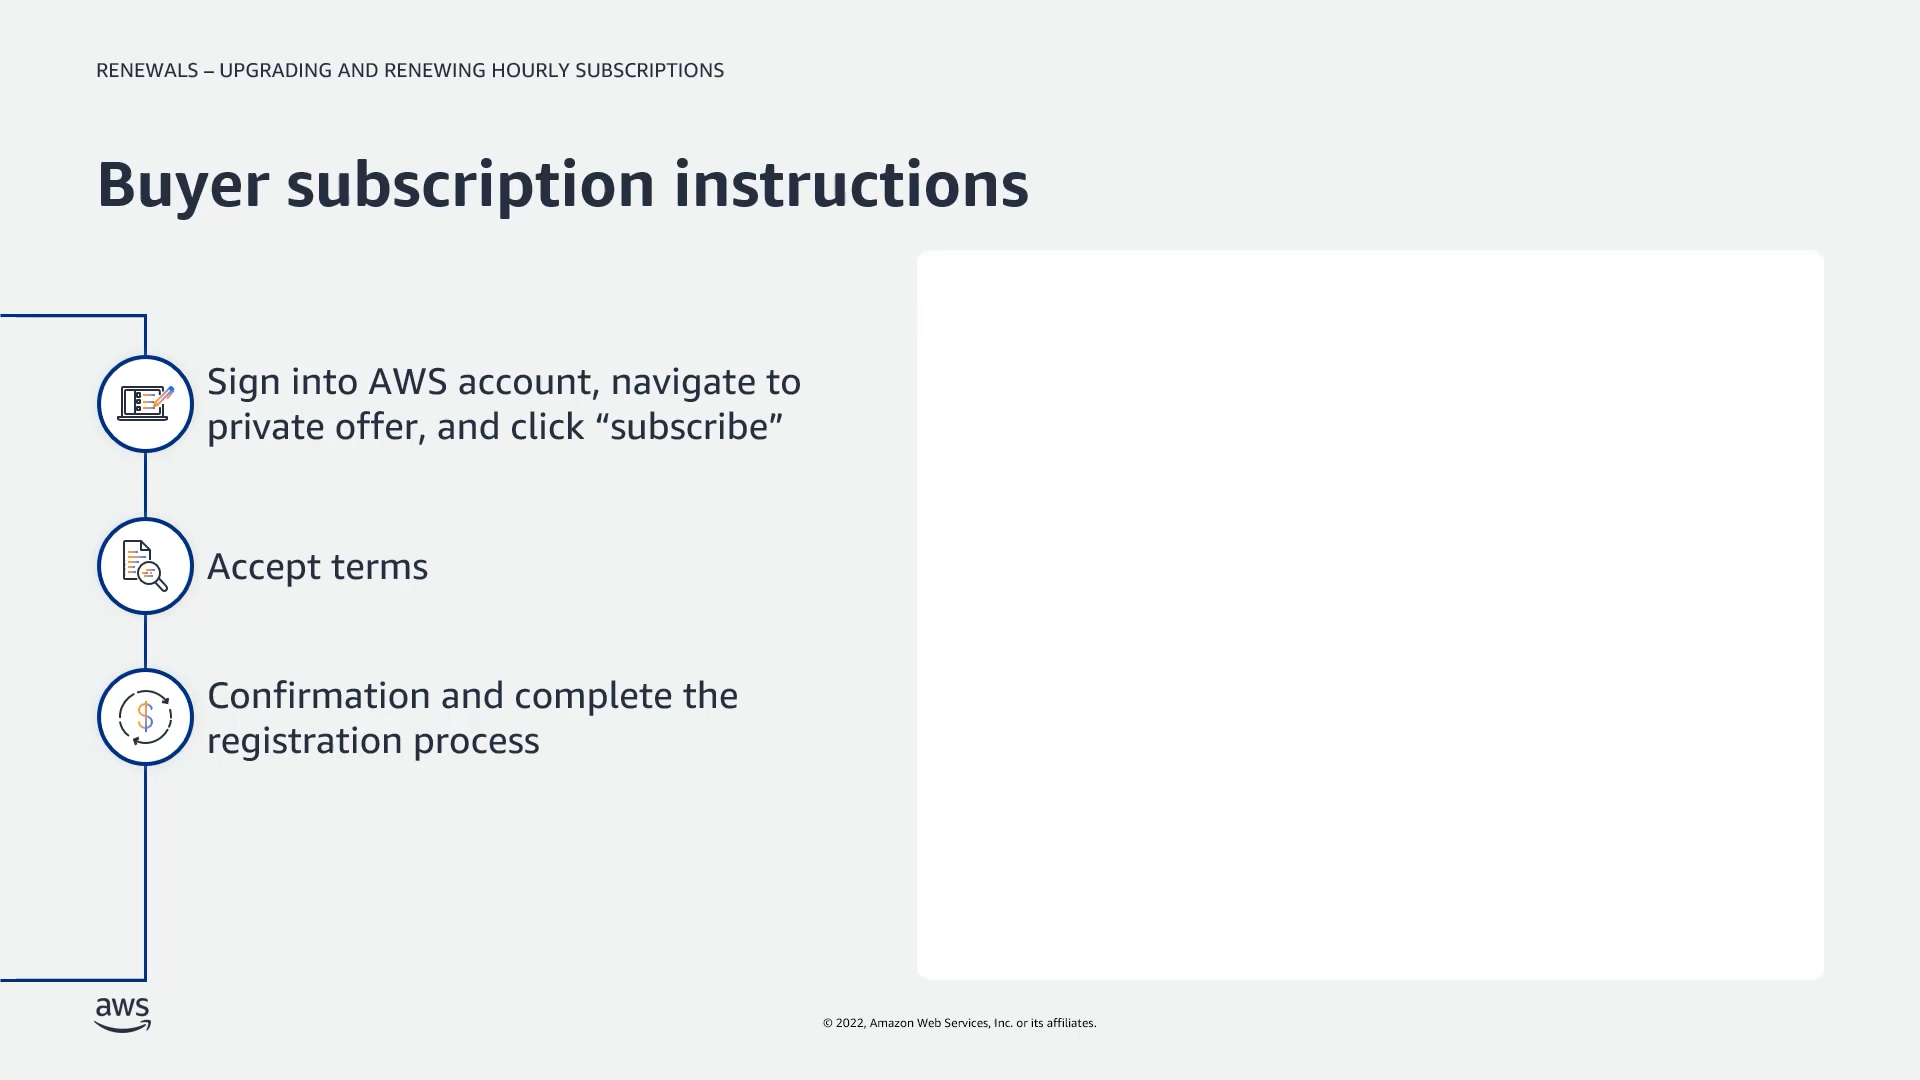 RENEWALS – UPGRADING AND RENEWING HOURLY SUBSCRIPTIONS
Buyer subscription instructions
Sign into AWS account, navigate to
private offer, and click “subscribe”
Accept terms
Confirmation and complete the
registration process
aws
© 2022, Amazon Web Services, Inc. or its affiliates.